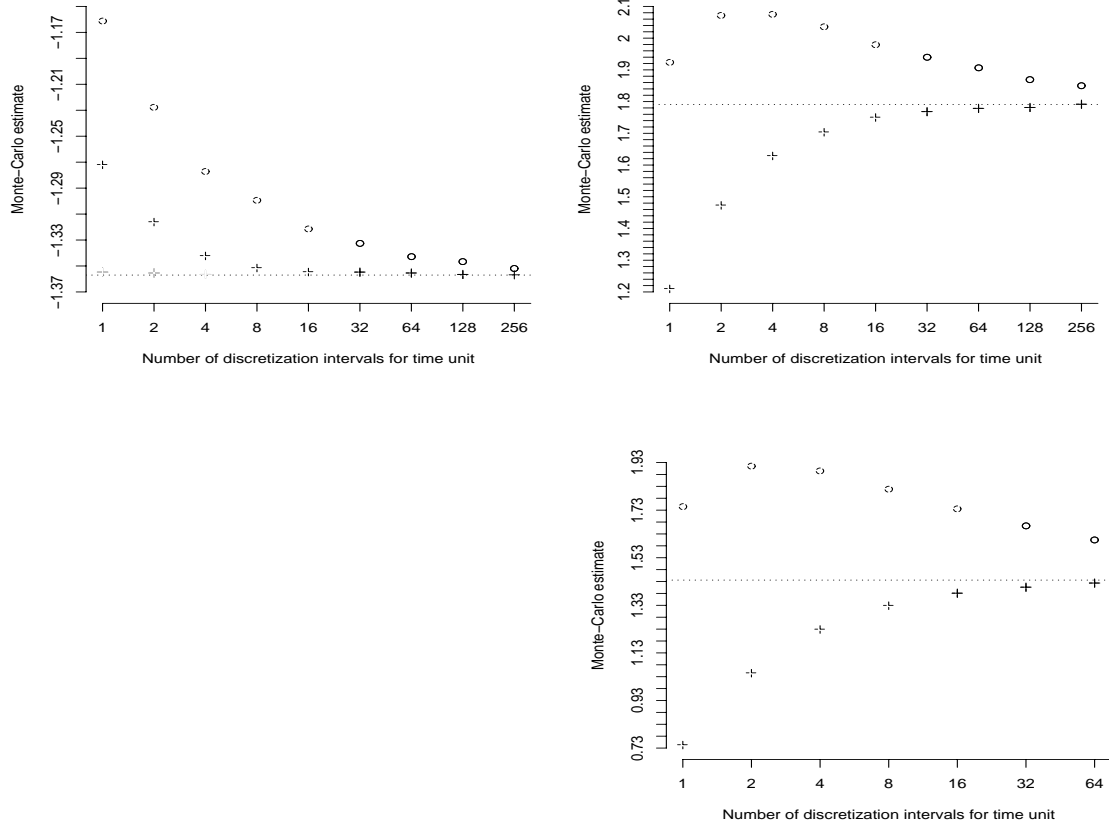 Monte-Carlo estimate
-1.17
-1.21
-1.25
-1.29
-1.33
-1.37
1 2 4 8 16 32 64 128 256
Number of discretization intervals for time unit
Monte-Carlo estimate
2.1
2
1.9
1.8
1.7
1.6
1.5
1.4
1.3
1.2
1 2 4 8 16 32 64 128 256
Number of discretization intervals for time unit
Monte-Carlo estimate
1.93
1.73
1.53
1.33
1.13
0.93
0.73
1 2 4 8 16 32 64
Number of discretization intervals for time unit